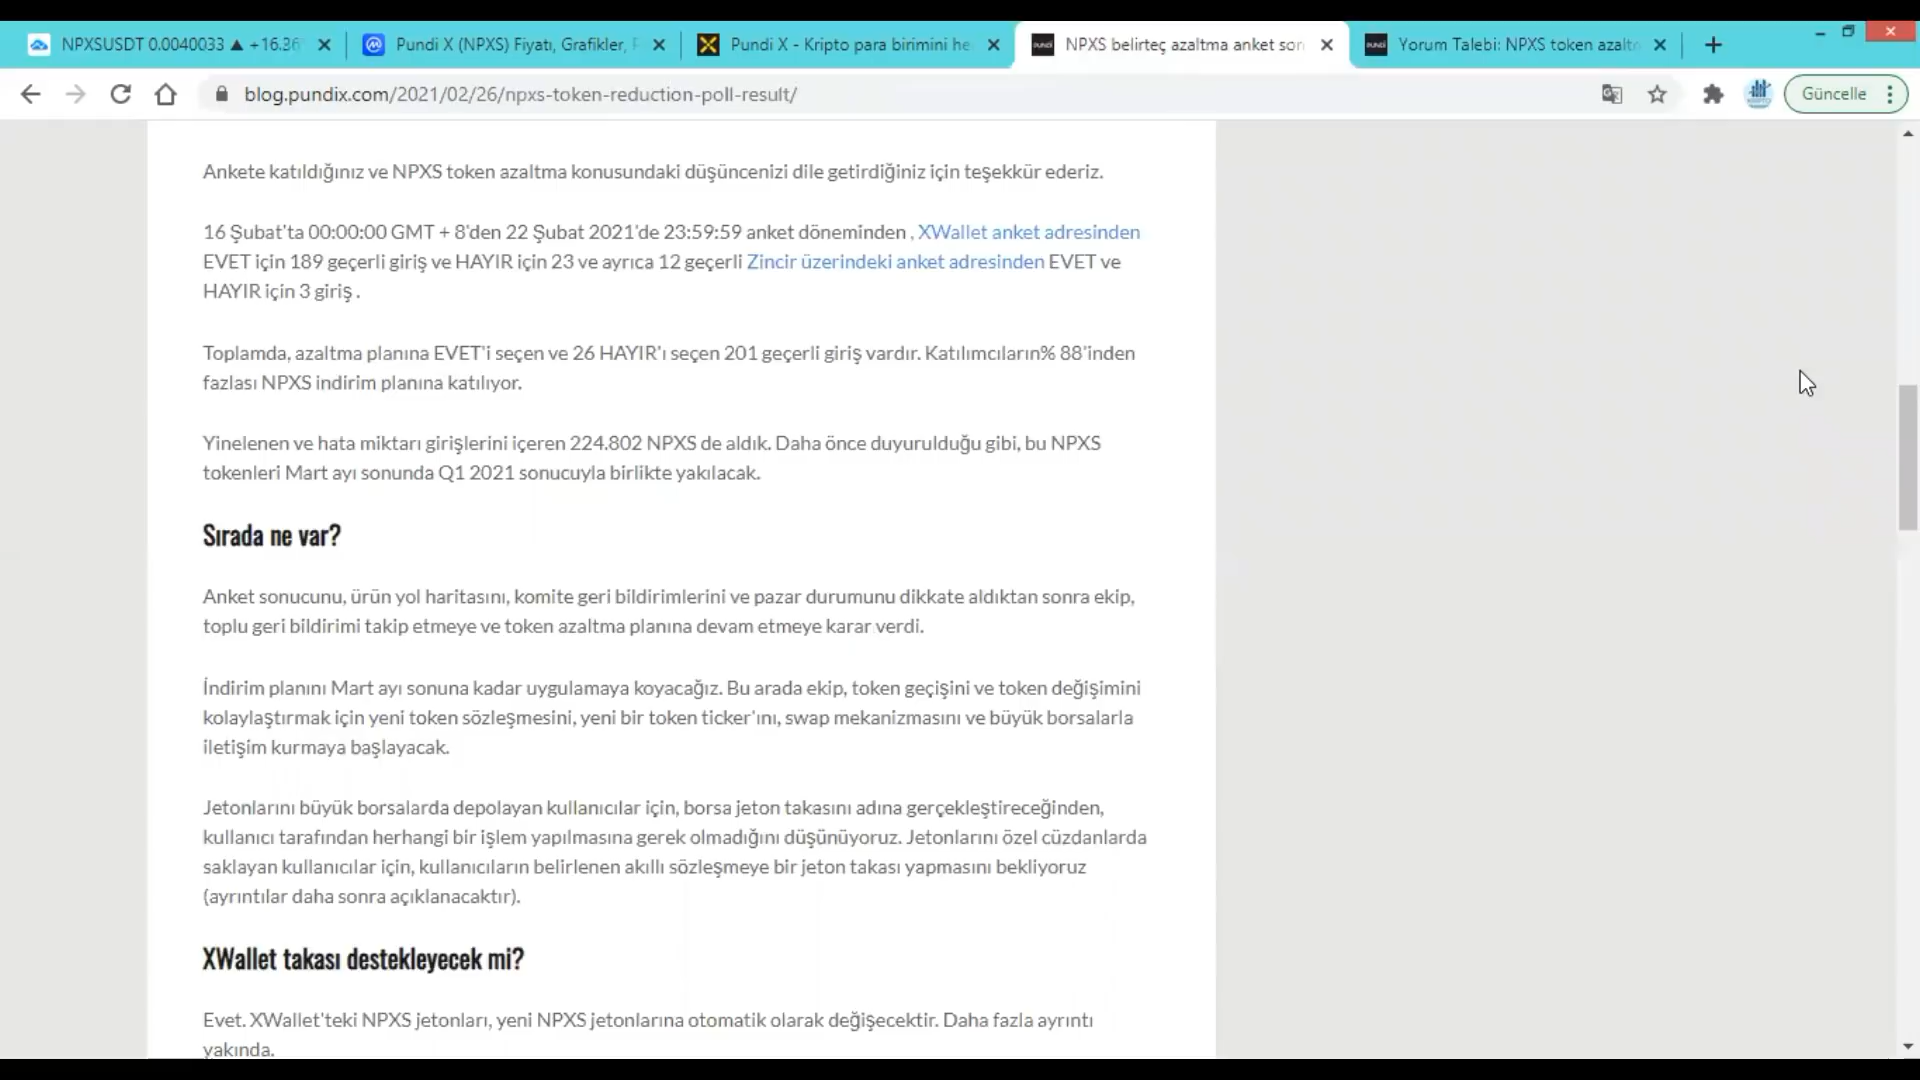 NPXSUSDT 0.0040033 ▲ +16.36
Pundi X (NPXS) Fiyatı, Grafikler,
Pundi X - Kripto para birimini he
NPXS belirteç azaltma anket son
Yorum Talebi: NPXS token azaltm
blog.pundix.com/2021/02/26/npxs-token-reduction-poll-result/
Güncelle
Ankete katıldığınız ve NPXS token azaltma konusundaki düşüncenizi dile getirdiğiniz için teşekkür ederiz.
16 Şubat'ta 00:00:00 GMT + 8'den 22 Şubat 2021'de 23:59:59 anket döneminden , XWallet anket adresinden
EVET için 189 geçerli giriş ve HAYIR için 23 ve ayrıca 12 geçerli Zincir üzerindeki anket adresinden EVET ve
HAYIR için 3 giriş .
Toplamda, azaltma planına EVET'i seçen ve 26 HAYIR'ı seçen 201 geçerli giriş vardır. Katılımcıların% 88'inden
fazlası NPXS indirim planına katılıyor.
Yinelenen ve hata miktarı girişlerini içeren 224.802 NPXS de aldık. Daha önce duyurulduğu gibi, bu NPXS
tokenleri Mart ayı sonunda Q1 2021 sonucuyla birlikte yakılacak.
Sırada ne var?
Anket sonucunu, ürün yol haritasını, komite geri bildirimlerini ve pazar durumunu dikkate aldıktan sonra ekip,
toplu geri bildirimi takip etmeye ve token azaltma planına devam etmeye karar verdi.
İndirim planını Mart ayı sonuna kadar uygulamaya koyacağız. Bu arada ekip, token geçişini ve token değişimini
kolaylaştırmak için yeni token sözleşmesini, yeni bir token ticker'ını, swap mekanizmasını ve büyük borsalarla
iletişim kurmaya başlayacak.
Jetonlarını büyük borsalarda depolayan kullanıcılar için, borsa jeton takasını adına gerçekleştireceğinden,
kullanıcı tarafından herhangi bir işlem yapılmasına gerek olmadığını düşünüyoruz. Jetonlarını özel cüzdanlarda
saklayan kullanıcılar için, kullanıcıların belirlenen akıllı sözleşmeye bir jeton takası yapmasını bekliyoruz
(ayrıntılar daha sonra açıklanacaktır).
XWallet takası destekleyecek mi?
Evet. XWallet'teki NPXS jetonları, yeni NPXS jetonlarına otomatik olarak değişecektir. Daha fazla ayrıntı
yakında.